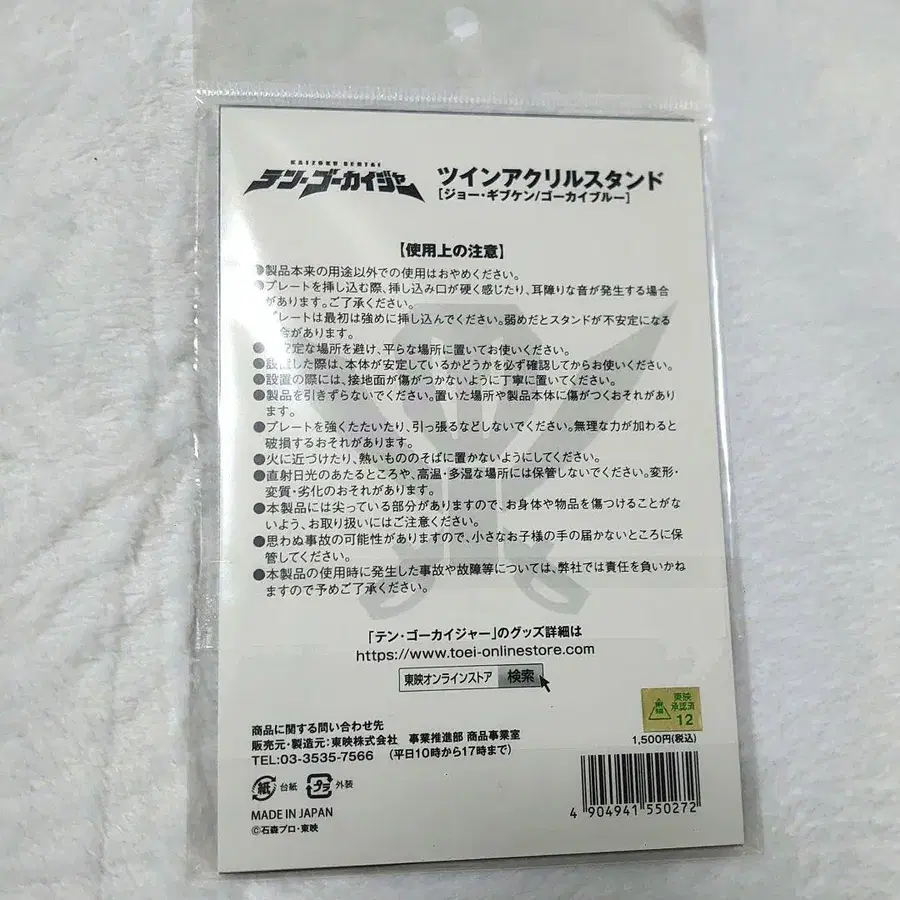 KAIZOKU SENTAI
テン・ゴーカイジャー
ツインアクリルスタンド
[ジョー・ギブケン/ゴーカイブルー]
【使用上の注意】
●製品本来の用途以外での使用はおやめください。
●プレートを挿し込む際、挿し込み口が硬く感じたり、耳障りな音が発生する場合
があります。ご了承ください。
プレートは最初は強めに挿し込んでください。弱めだとスタンドが不安定になる
合があります。
安定な場所を避け、平らな場所に置いてお使いください。
●設置した際は、本体が安定しているかどうかを必ず確認してからお使いください。
●設置の際には、接地面が傷がつかないように丁寧に置いてください。
●製品を引きずらないでください。置いた場所や製品本体に傷がつくおそれがあり
ます。
●プレートを強くたたいたり、引っ張るなどしないでください。無理な力が加わると
破損するおそれがあります。
●火に近づけたり、熱いもののそばに置かないようにしてください。
●直射日光のあたるところや、高温・多湿な場所には保管しないでください。変形・
変質・劣化のおそれがあります。
●本製品には尖っている部分がありますので、お身体や物品を傷つけることがな
いよう、お取り扱いにはご注意ください。
●思わぬ事故の可能性がありますので、小さなお子様の手の届かないところに保
管してください。
●本製品の使用時に発生した事故や故障等については、弊社では責任を負いかね
ますので予めご了承ください。
「テン・ゴーカイジャー」のグッズ詳細は
https://www.toei-onlinestore.com
東映オンラインストア 検索
東映
承認済
12
1,500円(税込)
商品に関する問い合わせ先
販売元・製造元:東映株式会社 事業推進部 商品事業室
TEL:03-3535-7566 (平日10時から17時まで)
紙 台紙 プラ 外装
MADE IN JAPAN
©石森プロ・東映
4 904941 550272